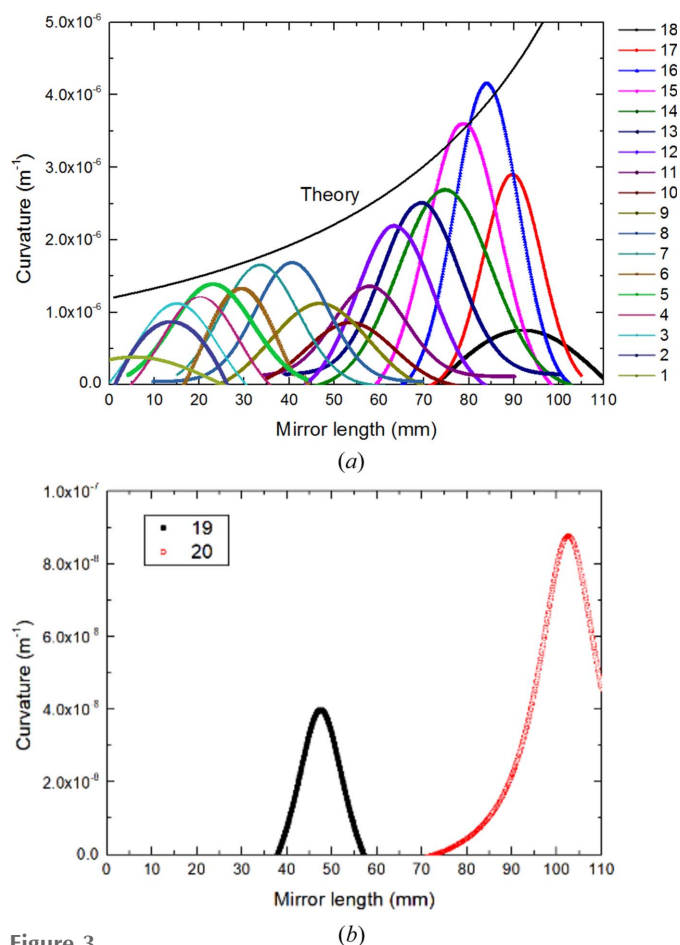 5.0x10⁻⁶
4.0x10⁻⁶
3.0x10⁻⁶
2.0x10⁻⁶
1.0x10⁻⁶
0.0
Curvature (m⁻¹)
Theory
0 10 20 30 40 50 60 70 80 90 100 110
Mirror length (mm)
18
17
16
15
14
13
12
11
10
9
8
7
6
5
4
3
2
1
(a)
1.0x10⁻⁷
8.0x10⁻⁸
6.0x10⁻⁸
4.0x10⁻⁸
2.0x10⁻⁸
0.0
Curvature (m⁻¹)
19
20
0 10 20 30 40 50 60 70 80 90 100 110
Mirror length (mm)
(b)
Figure 3